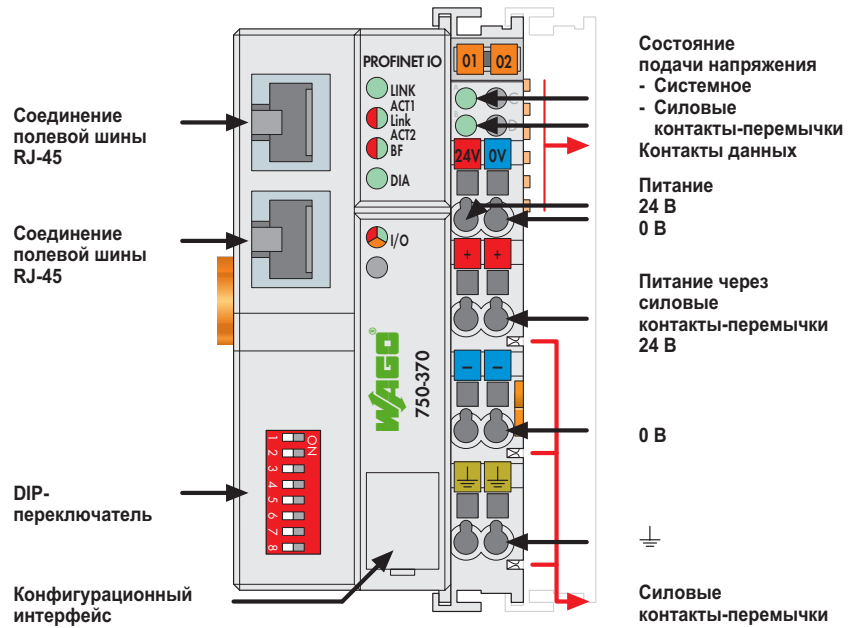 Соединение
полевой шины
RJ-45
Соединение
полевой шины
RJ-45
DIP-
переключатель
Конфигурационный
интерфейс
PROFINET IO
LINK
ACT1
Link
ACT2
BF
DIA
I/O
WAGO®
750-370
ON
1
2
3
4
5
6
7
8
01 02
A C
B D
24V 0V
+ +
– –
Состояние
подачи напряжения
- Системное
- Силовые
контакты-перемычки
Контакты данных
Питание
24 В
0 В
Питание через
силовые
контакты-перемычки
24 В
0 В
Силовые
контакты-перемычки